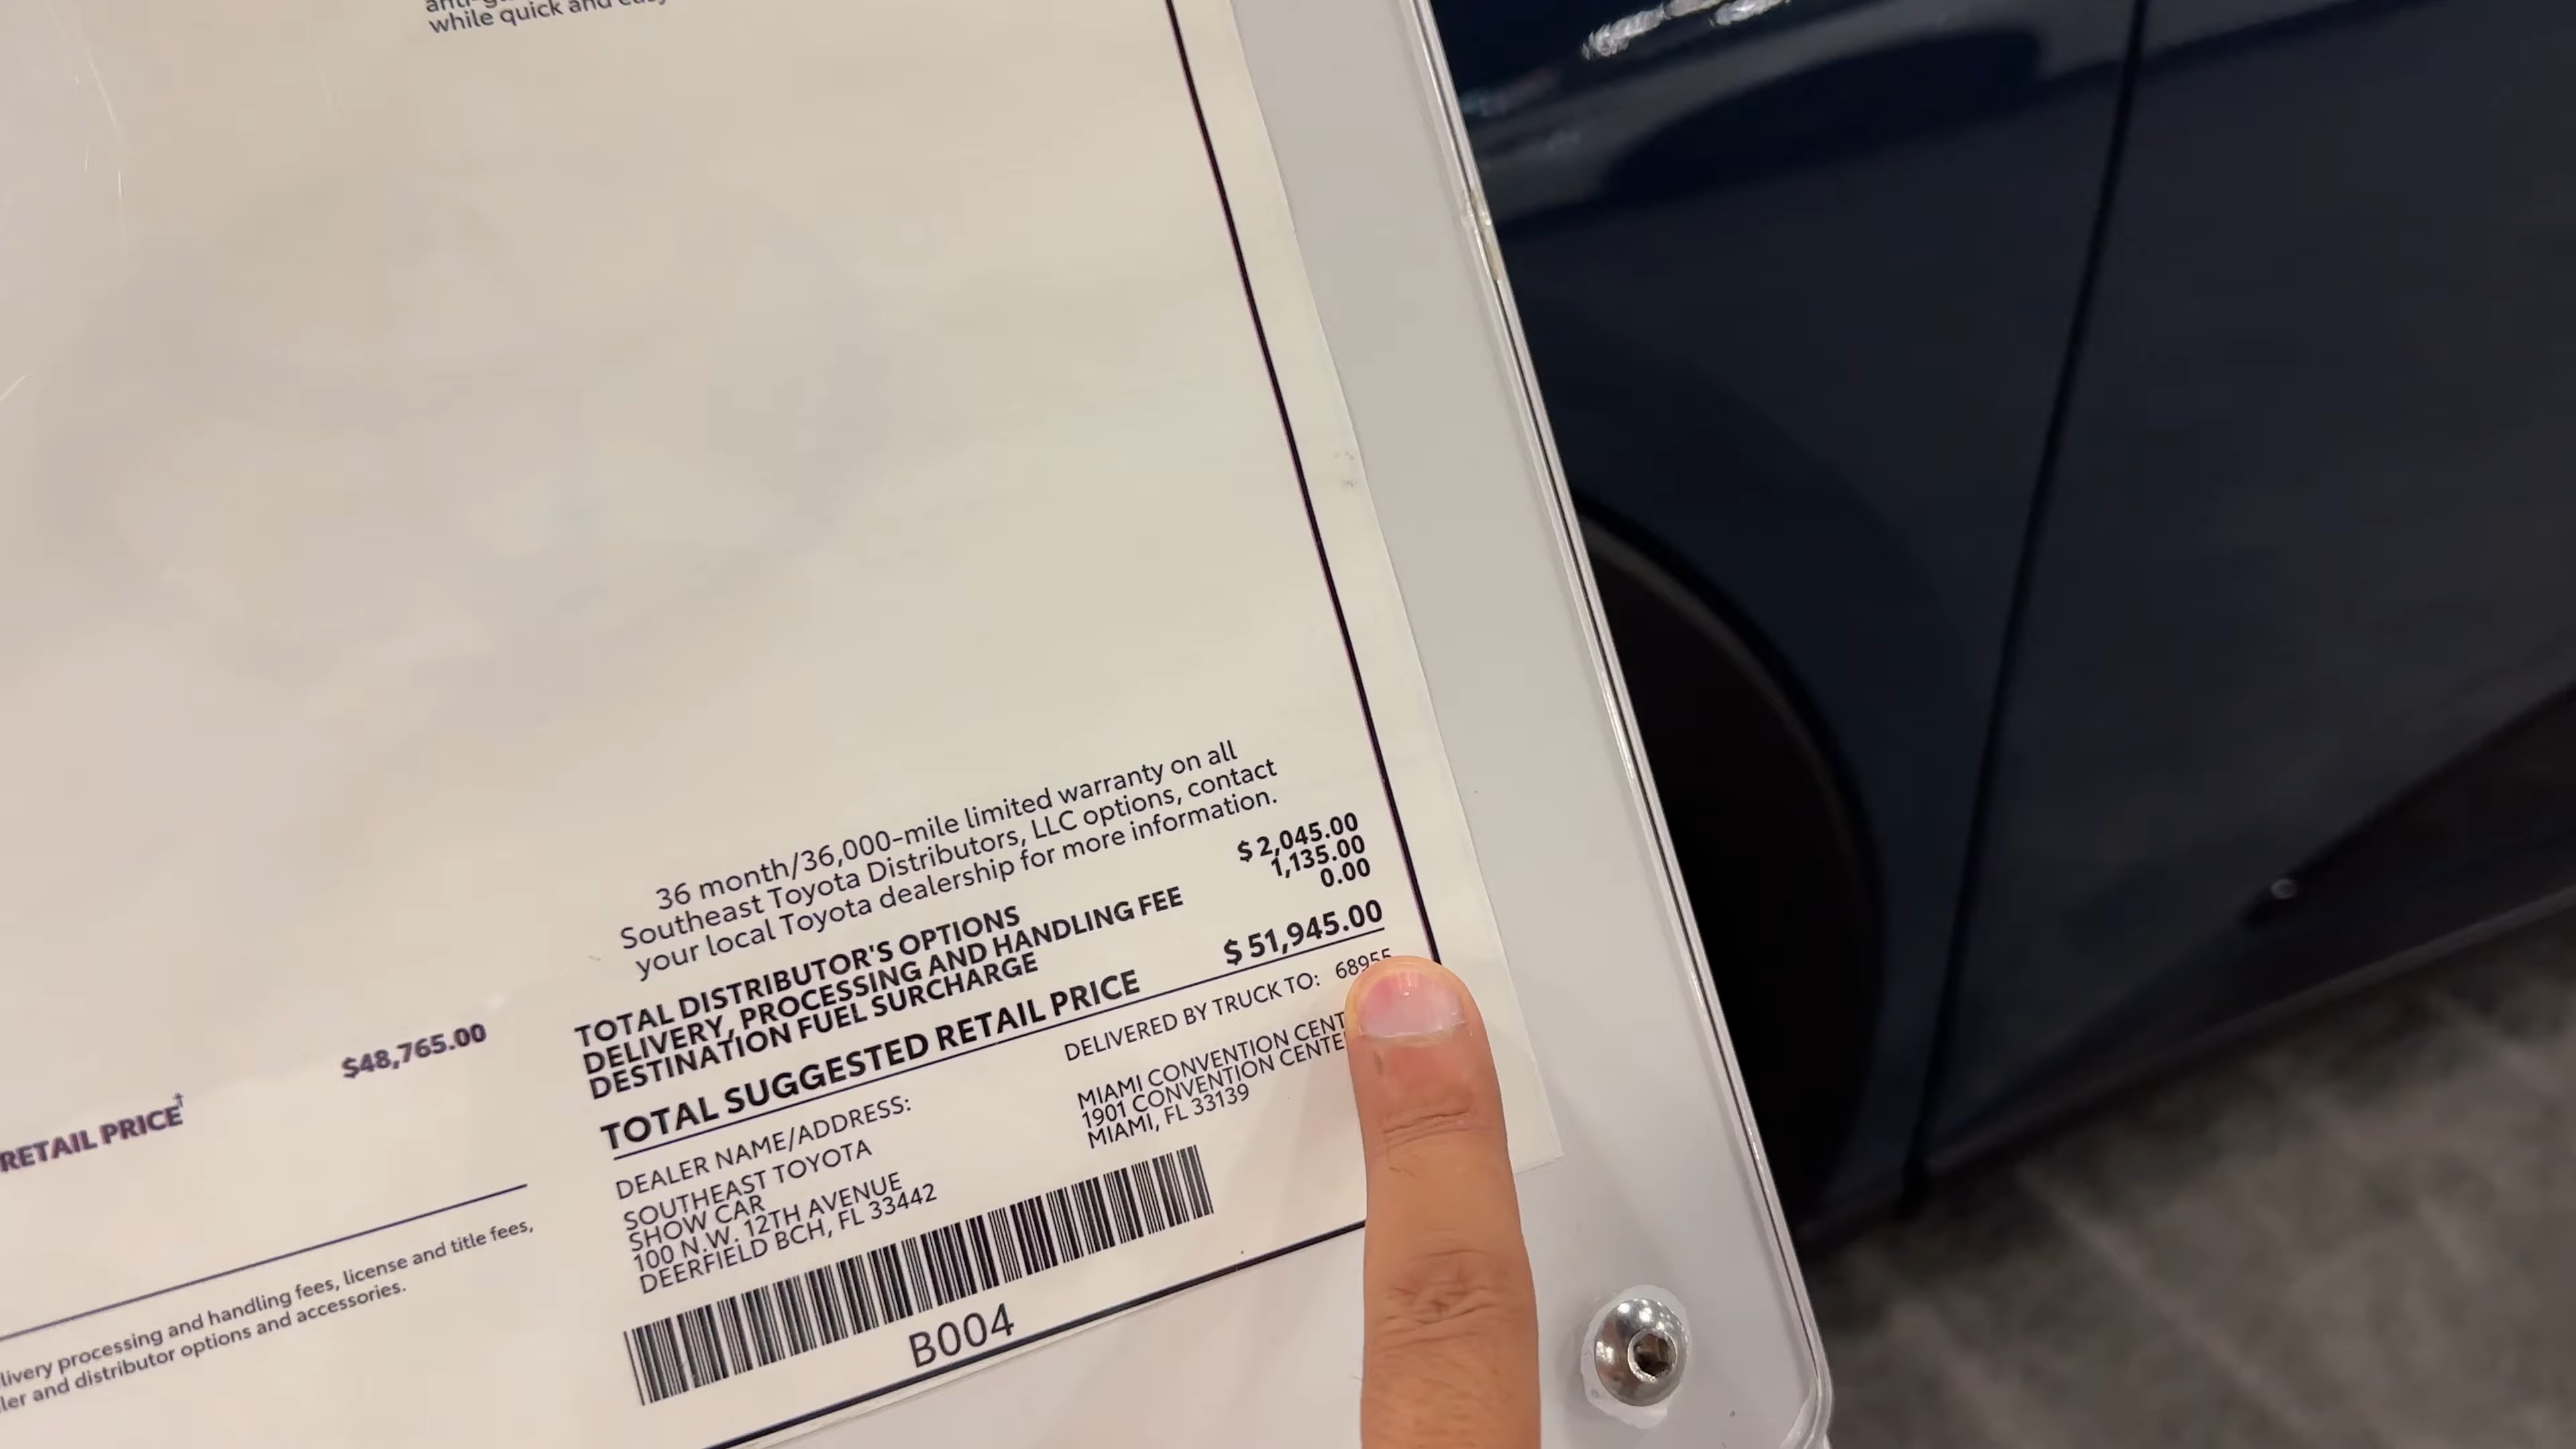 while quick and
$48,765.00
RETAIL PRICE†
processing and handling fees, license and title fees,
and distributor options and accessories.
36 month/36,000-mile limited warranty on all
Southeast Toyota Distributors, LLC options, contact
your local Toyota dealership for more information.
TOTAL DISTRIBUTOR'S OPTIONS $ 2,045.00
DELIVERY, PROCESSING AND HANDLING FEE 1,135.00
DESTINATION FUEL SURCHARGE 0.00
TOTAL SUGGESTED RETAIL PRICE $ 51,945.00
DEALER NAME/ADDRESS:
SOUTHEAST TOYOTA
SHOW CAR
100 N.W. 12TH AVENUE
DEERFIELD BCH, FL 33442
DELIVERED BY TRUCK TO: 68955
MIAMI CONVENTION
1901 CONVENTION
MIAMI, FL 33139
B004